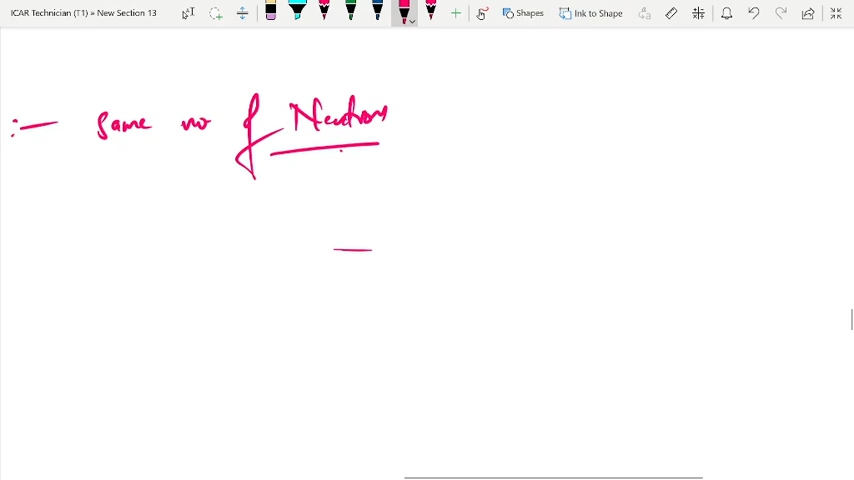 ICAR Technician (T1) » New Section 13
Shapes
Ink to Shape
:- same no of Neutrons